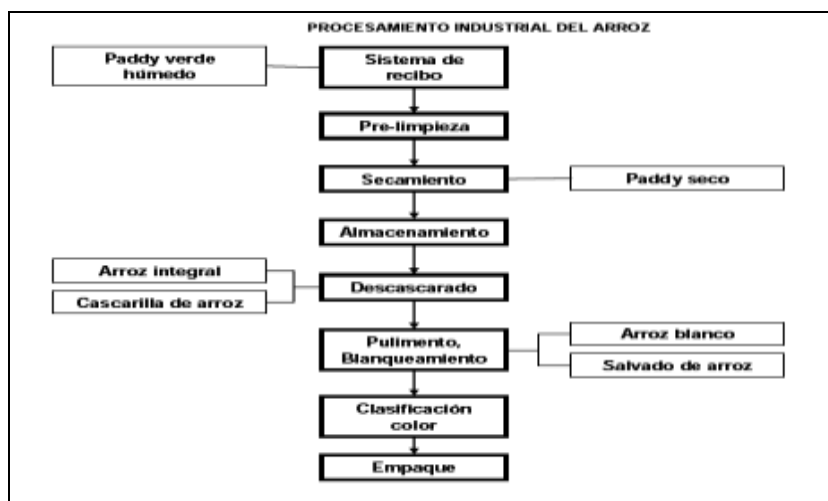 PROCESAMIENTO INDUSTRIAL DEL ARROZ
Paddy verde
húmedo
Sistema de
recibo
Pre-limpieza
Secamiento
Paddy seco
Almacenamiento
Arroz integral
Cascarilla de arroz
Descascarado
Pulimento,
Blanqueamiento
Arroz blanco
Salvado de arroz
Clasificación
color
Empaque